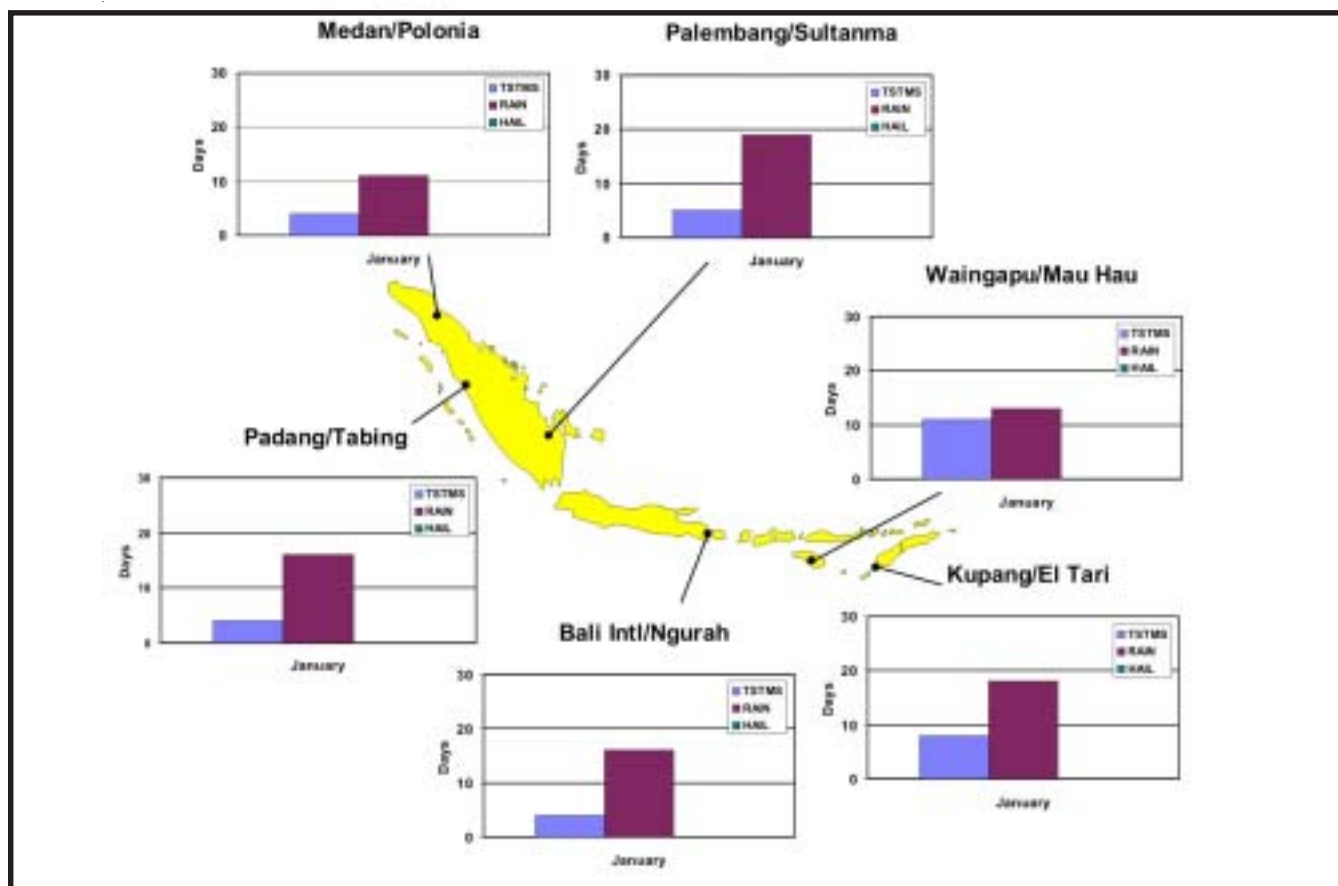 Medan/Polonia
30
20
10
0
Days
TSTMS
RAIN
HAIL
January
Palembang/Sultanma
30
20
10
0
Days
TSTMS
RAIN
HAIL
January
Waingapu/Mau Hau
30
20
10
0
Days
TSTMS
RAIN
HAIL
January
Padang/Tabing
30
20
10
0
Days
TSTMS
RAIN
HAIL
January
Bali Intl/Ngurah
30
20
10
0
Days
TSTMS
RAIN
HAIL
January
Kupang/El Tari
30
20
10
0
Days
TSTMS
RAIN
HAIL
January